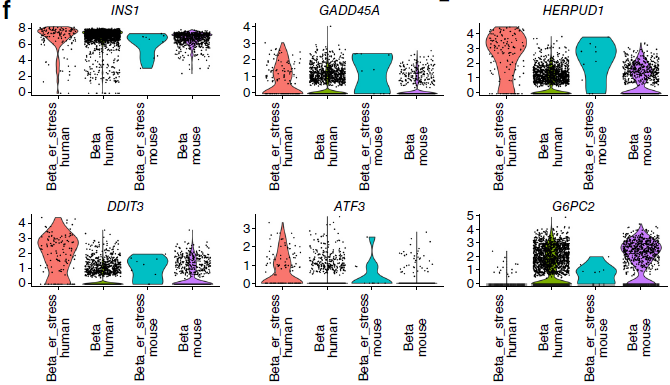 f
INS1
GADD45A
HERPUD1
8
6
4
2
0
4
3
2
1
0
4
3
2
1
0
Beta_er_stress
human
Beta
human
Beta_er_stress
mouse
Beta
mouse
Beta_er_stress
human
Beta
human
Beta_er_stress
mouse
Beta
mouse
Beta_er_stress
human
Beta
human
Beta_er_stress
mouse
Beta
mouse
DDIT3
ATF3
G6PC2
4
3
2
1
0
3
2
1
0
5
4
3
2
1
0
Beta_er_stress
human
Beta
human
Beta_er_stress
mouse
Beta
mouse
Beta_er_stress
human
Beta
human
Beta_er_stress
mouse
Beta
mouse
Beta_er_stress
human
Beta
human
Beta_er_stress
mouse
Beta
mouse